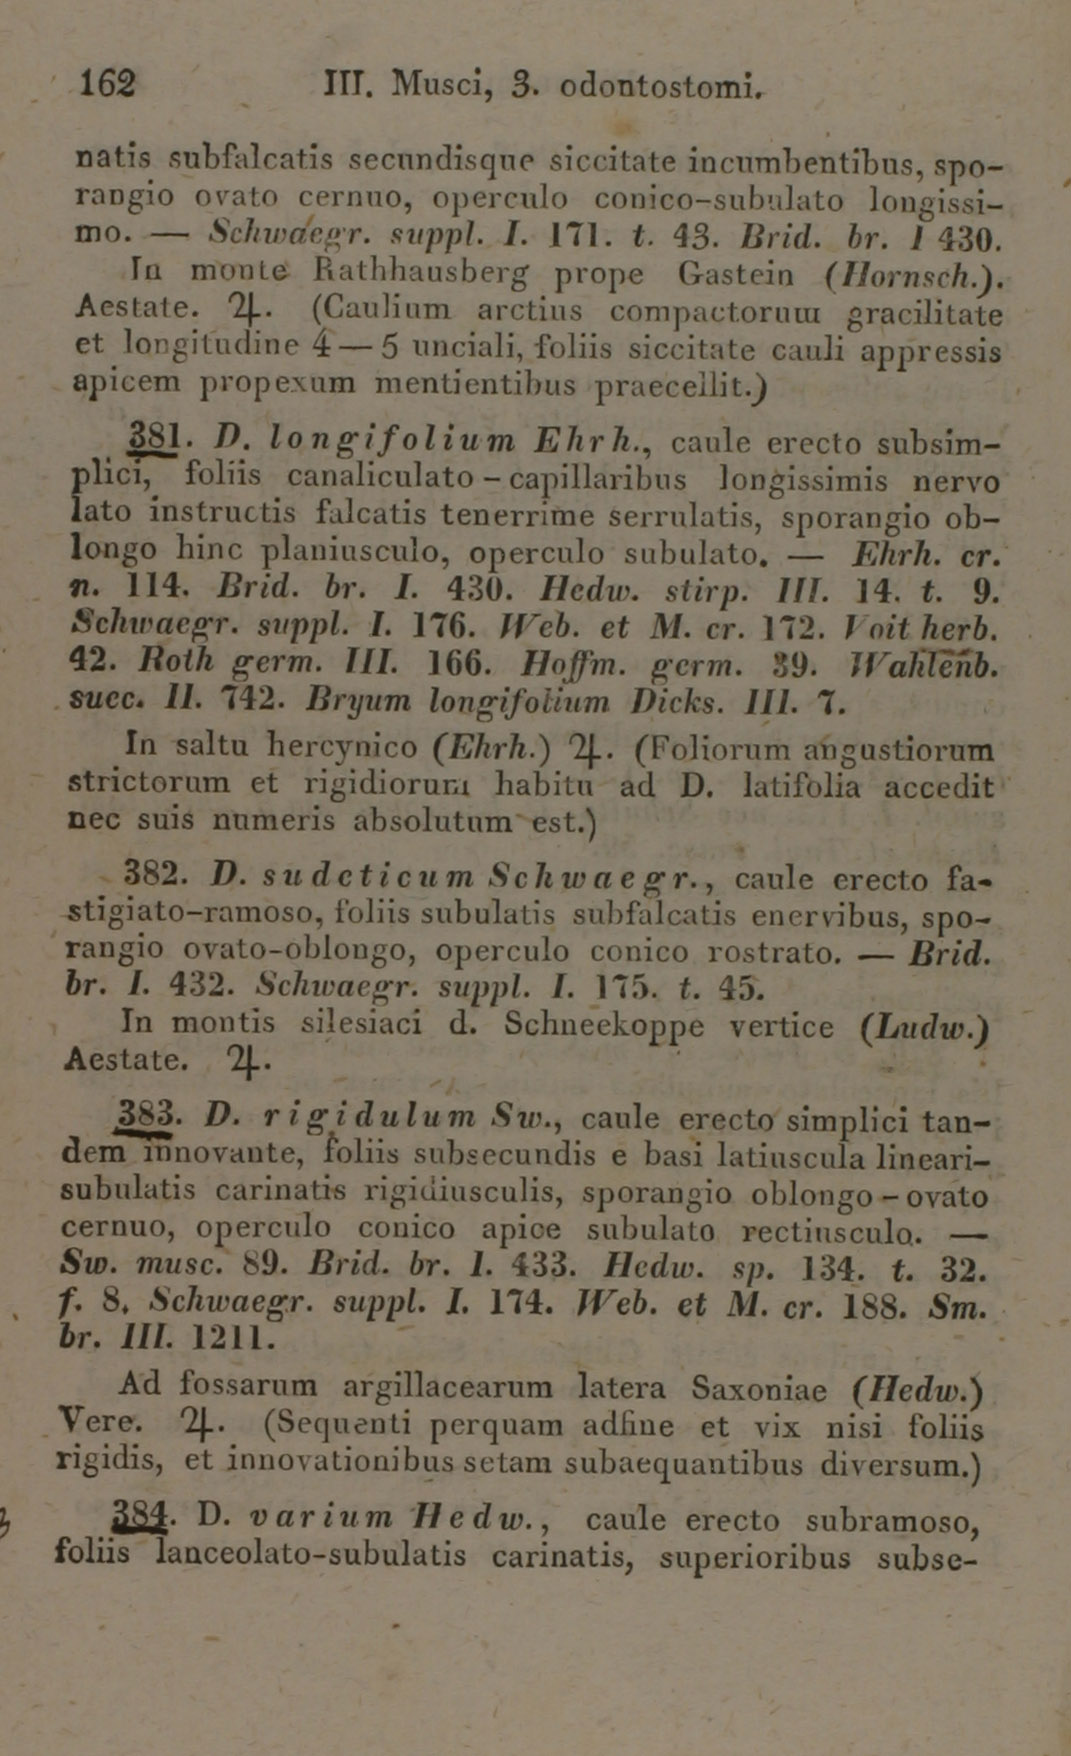 162 III. Musci, 3. odontostomi.
natis subfalcatis secundisque siccitate incumbentibus, spo-
rangio ovato cernuo, operculo conico-subulato longissi-
mo. — Schwaegr. suppl. I. 171. t. 43. Brid. br. I 430.
In monte Rathhausberg prope Gastein (Hornsch.).
Aestate. ♃. (Caulium arctius compactorum gracilitate
et longitudine 4—5 unciali, foliis siccitate cauli appressis
apicem propexum mentientibus praecellit.)
381. D. longifolium Ehrh., caule erecto subsim-
plici, foliis canaliculato-capillaribus longissimis nervo
lato instructis falcatis tenerrime serrulatis, sporangio ob-
longo hinc planiusculo, operculo subulato. — Ehrh. cr.
n. 114. Brid. br. I. 430. Hedw. stirp. III. 14. t. 9.
Schwaegr. suppl. I. 176. Web. et M. cr. 172. Voit herb.
42. Roth germ. III. 166. Hoffm. germ. 39. Wahlenb.
suec. II. 742. Bryum longifolium Dicks. III. 7.
In saltu hercynico (Ehrh.) ♃. (Foliorum angustiorum
strictorum et rigidiorum habitu ad D. latifolia accedit
nec suis numeris absolutum est.)
382. D. sudeticum Schwaegr., caule erecto fa-
stigiato-ramoso, foliis subulatis subfalcatis enervibus, spo-
rangio ovato-oblongo, operculo conico rostrato. — Brid.
br. I. 432. Schwaegr. suppl. I. 175. t. 45.
In montis silesiaci d. Schneekoppe vertice (Ludw.)
Aestate. ♃.
383. D. rigidulum Sw., caule erecto simplici tan-
dem innovante, foliis subsecundis e basi latiuscula lineari-
subulatis carinatis rigidiusculis, sporangio oblongo-ovato
cernuo, operculo conico apice subulato rectiusculo. —
Sw. musc. 89. Brid. br. I. 433. Hedw. sp. 134. t. 32.
f. 8. Schwaegr. suppl. I. 174. Web. et M. cr. 188. Sm.
br. III. 1211.
Ad fossarum argillacearum latera Saxoniae (Hedw.)
Vere. ♃. (Sequenti perquam adfine et vix nisi foliis
rigidis, et innovationibus setam subaequantibus diversum.)
384. D. varium Hedw., caule erecto subramoso,
foliis lanceolato-subulatis carinatis, superioribus subse-